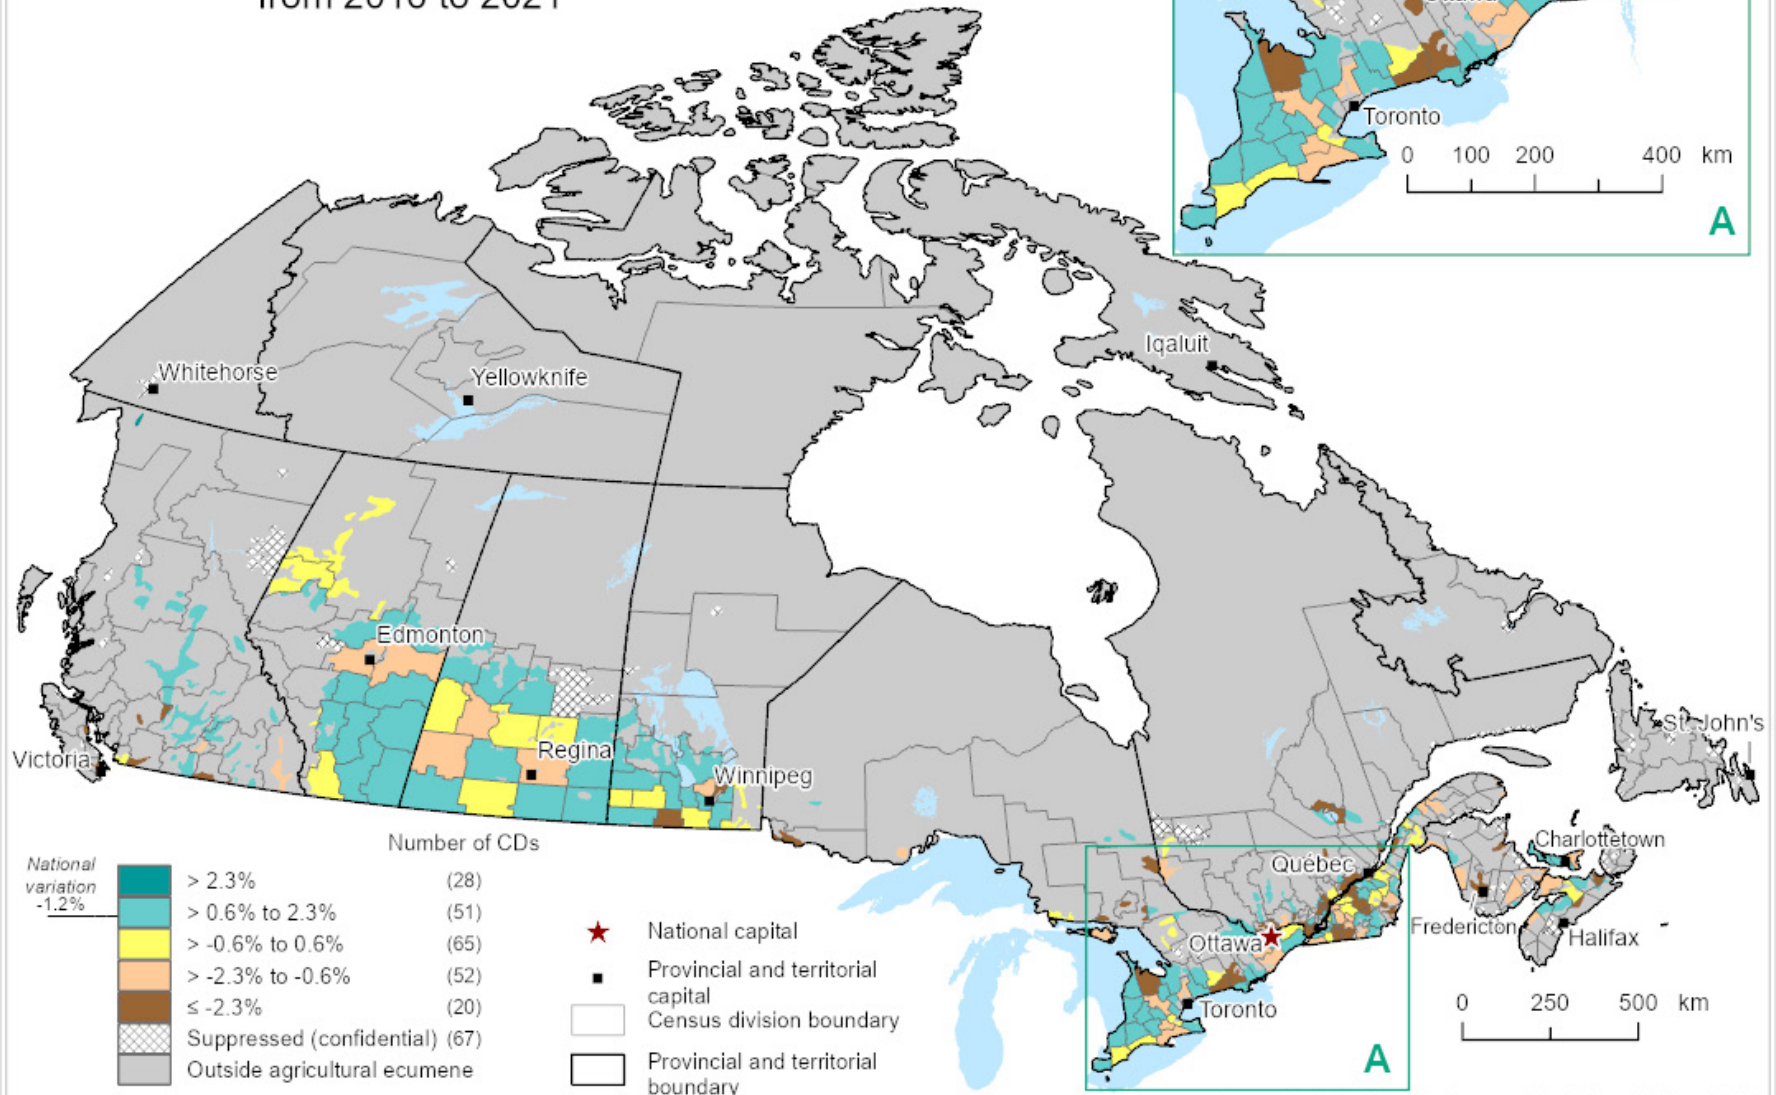 from 2016 to 2021
Ottawa
Toronto
0 100 200 400 km
A
Iqaluit
Whitehorse
Yellowknife
Edmonton
St. John's
Regina
Victoria
Winnipeg
Charlottetown
Québec
Fredericton
Halifax
Ottawa
Toronto
0 250 500 km
A
Number of CDs
National
variation
-1.2%
> 2.3% (28)
> 0.6% to 2.3% (51)
> -0.6% to 0.6% (65)
> -2.3% to -0.6% (52)
≤ -2.3% (20)
Suppressed (confidential) (67)
Outside agricultural ecumene
National capital
Provincial and territorial
capital
Census division boundary
Provincial and territorial
boundary